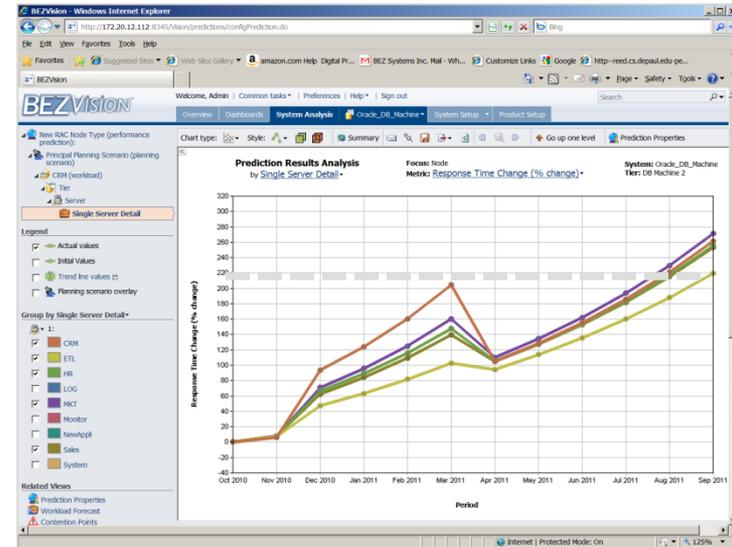 BEZVision - Windows Internet Explorer
http://172.20.12.112:8345/Vision/predictions/configPrediction.do
Bing
File Edit View Favorites Tools Help
Favorites Suggested Sites Web Slice Gallery amazon.com Help Digital Pr... BEZ Systems Inc. Mail - Wh... Customize Links Google http--reed.cs.depaul.edu-pe...
BEZVision
Page Safety Tools
BEZVISION
Welcome, Admin | Common tasks | Preferences | Help | Sign out
Search
Overview Dashboards System Analysis Oracle_DB_Machine System Setup Product Setup
Chart type: Style: Summary Go up one level Prediction Properties
New RAC Node Type (performance prediction):
Principal Planning Scenario (planning scenario)
CRM (workload)
Tier
Server
Single Server Detail
Legend
Actual values
Initial Values
Trend line values
Planning scenario overlay
Group by Single Server Detail
1:
CRM
ETL
HR
LOG
MKT
Monitor
NewAppl
Sales
System
Related Views
Prediction Properties
Workload Forecast
Contention Points
Prediction Results Analysis
by Single Server Detail
Focus: Node
Metric: Response Time Change (% change)
System: Oracle_DB_Machine
Tier: DB Machine 2
Response Time Change (% change)
320
300
280
260
240
220
200
180
160
140
120
100
80
60
40
20
0
-20
-40
Oct 2010 Nov 2010 Dec 2010 Jan 2011 Feb 2011 Mar 2011 Apr 2011 May 2011 Jun 2011 Jul 2011 Aug 2011 Sep 2011
Period
Internet | Protected Mode: On
125%